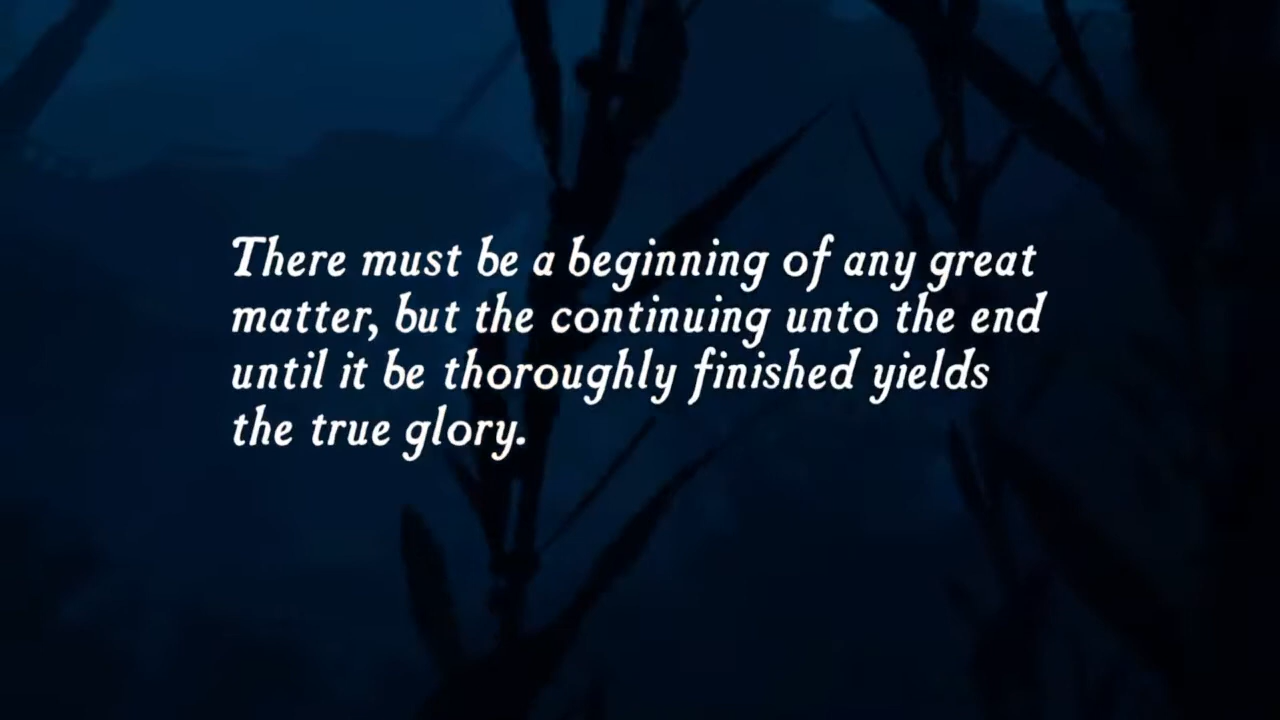 There must be a beginning of any great
matter, but the continuing unto the end
until it be thoroughly finished yields
the true glory.